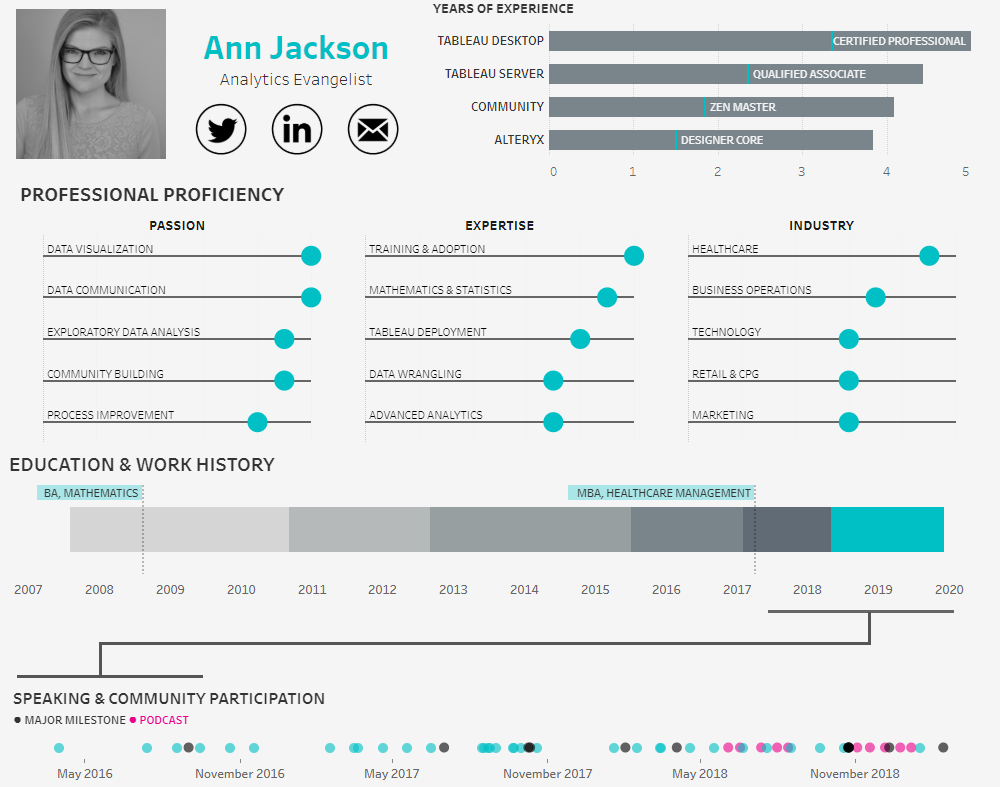 Ann Jackson
Analytics Evangelist
in
YEARS OF EXPERIENCE
TABLEAU DESKTOP CERTIFIED PROFESSIONAL
TABLEAU SERVER QUALIFIED ASSOCIATE
COMMUNITY ZEN MASTER
ALTERYX DESIGNER CORE
0 1 2 3 4 5
PROFESSIONAL PROFICIENCY
PASSION
DATA VISUALIZATION
DATA COMMUNICATION
EXPLORATORY DATA ANALYSIS
COMMUNITY BUILDING
PROCESS IMPROVEMENT
EXPERTISE
TRAINING & ADOPTION
MATHEMATICS & STATISTICS
TABLEAU DEPLOYMENT
DATA WRANGLING
ADVANCED ANALYTICS
INDUSTRY
HEALTHCARE
BUSINESS OPERATIONS
TECHNOLOGY
RETAIL & CPG
MARKETING
EDUCATION & WORK HISTORY
BA, MATHEMATICS MBA, HEALTHCARE MANAGEMENT
2007 2008 2009 2010 2011 2012 2013 2014 2015 2016 2017 2018 2019 2020
SPEAKING & COMMUNITY PARTICIPATION
MAJOR MILESTONE PODCAST
May 2016 November 2016 May 2017 November 2017 May 2018 November 2018